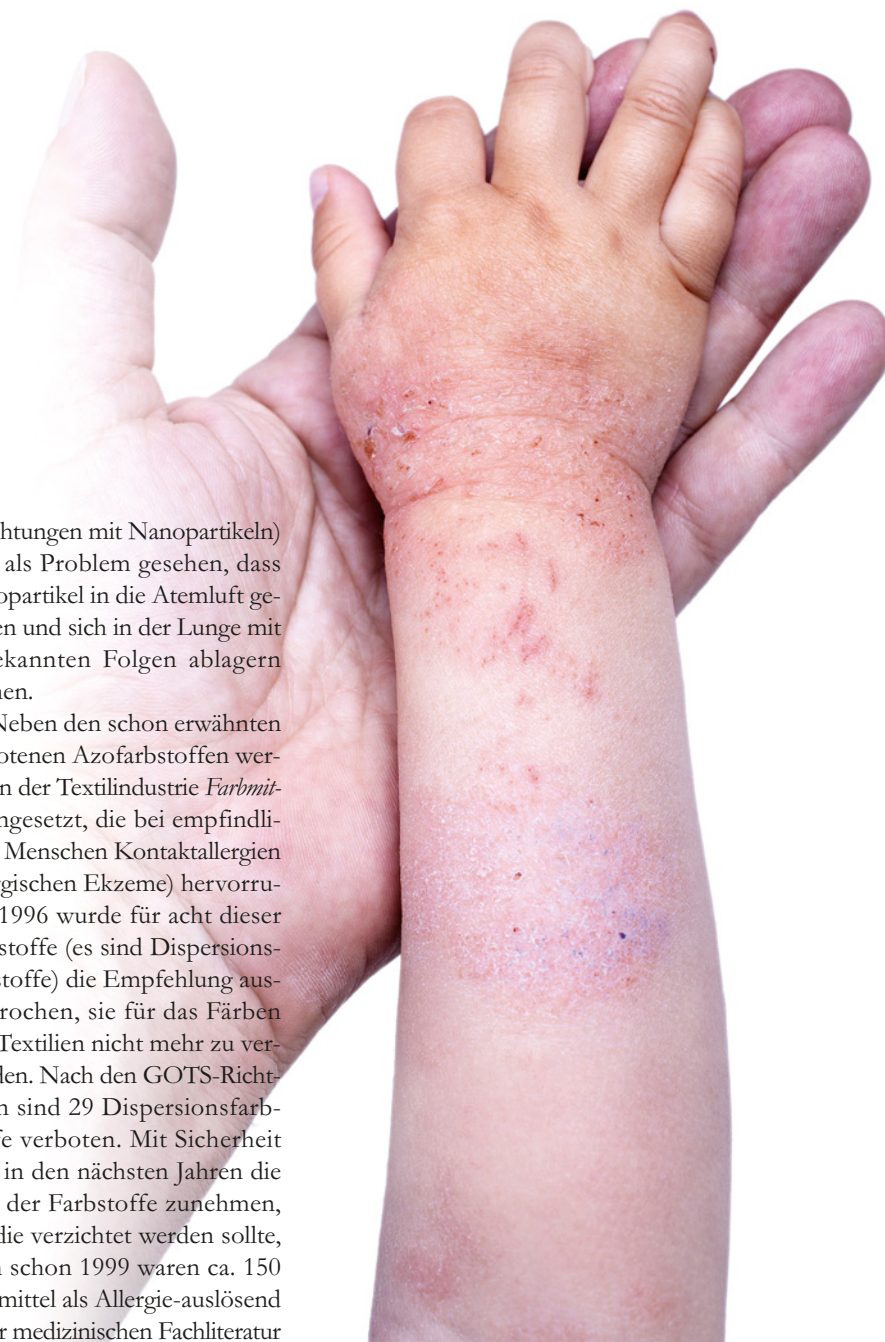 htungen mit Nanopartikeln)
als Problem gesehen, dass
opartikel in die Atemluft ge-
en und sich in der Lunge mit
ekannten Folgen ablagern
nen.
Neben den schon erwähnten
otenen Azofarbstoffen wer-
n der Textilindustrie Farbmit-
ngesetzt, die bei empfindli-
Menschen Kontaktallergien
rgischen Ekzeme) hervorru-
1996 wurde für acht dieser
stoffe (es sind Dispersions-
toffe) die Empfehlung aus-
rochen, sie für das Färben
Textilien nicht mehr zu ver-
den. Nach den GOTS-Richt-
n sind 29 Dispersionsfarb-
fe verboten. Mit Sicherheit
in den nächsten Jahren die
der Farbstoffe zunehmen,
die verzichtet werden sollte,
n schon 1999 waren ca. 150
mittel als Allergie-auslösend
r medizinischen Fachliteratur